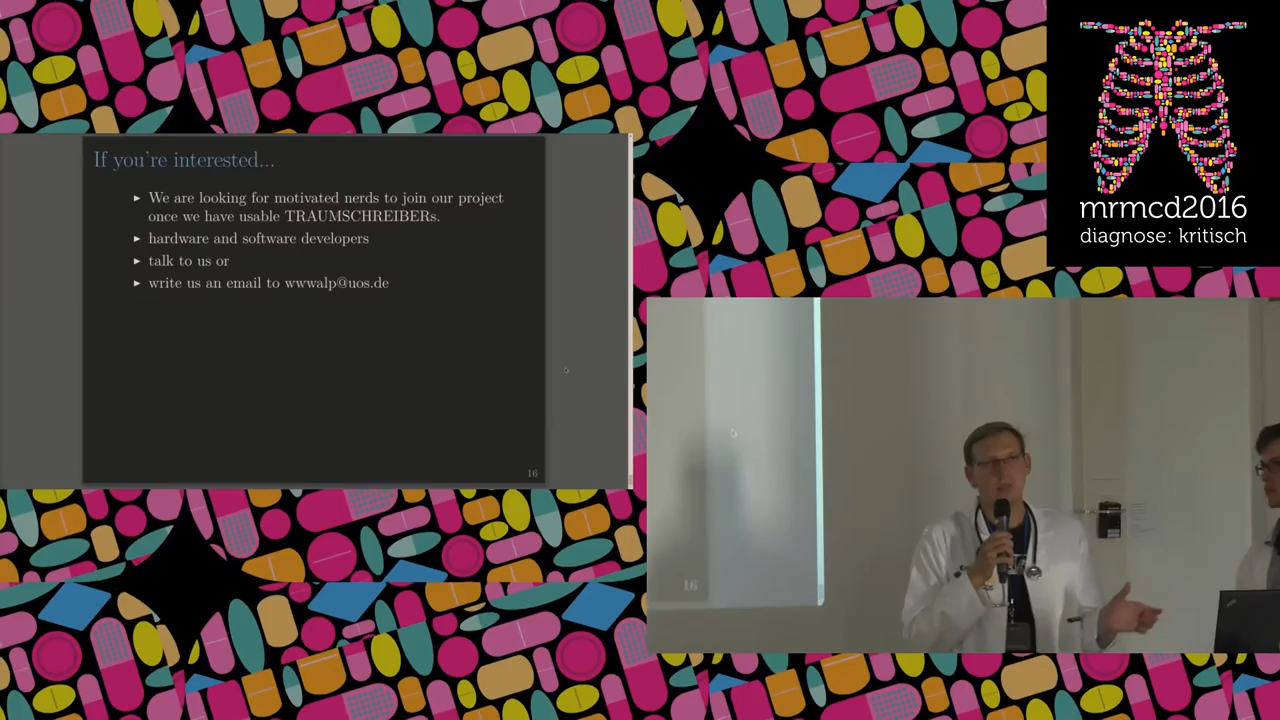 If you're interested...
▸ We are looking for motivated nerds to join our project
once we have usable TRAUMSCHREIBERs.
▸ hardware and software developers
▸ talk to us or
▸ write us an email to wwwalp@uos.de
16
mrmcd2016
diagnose: kritisch
16